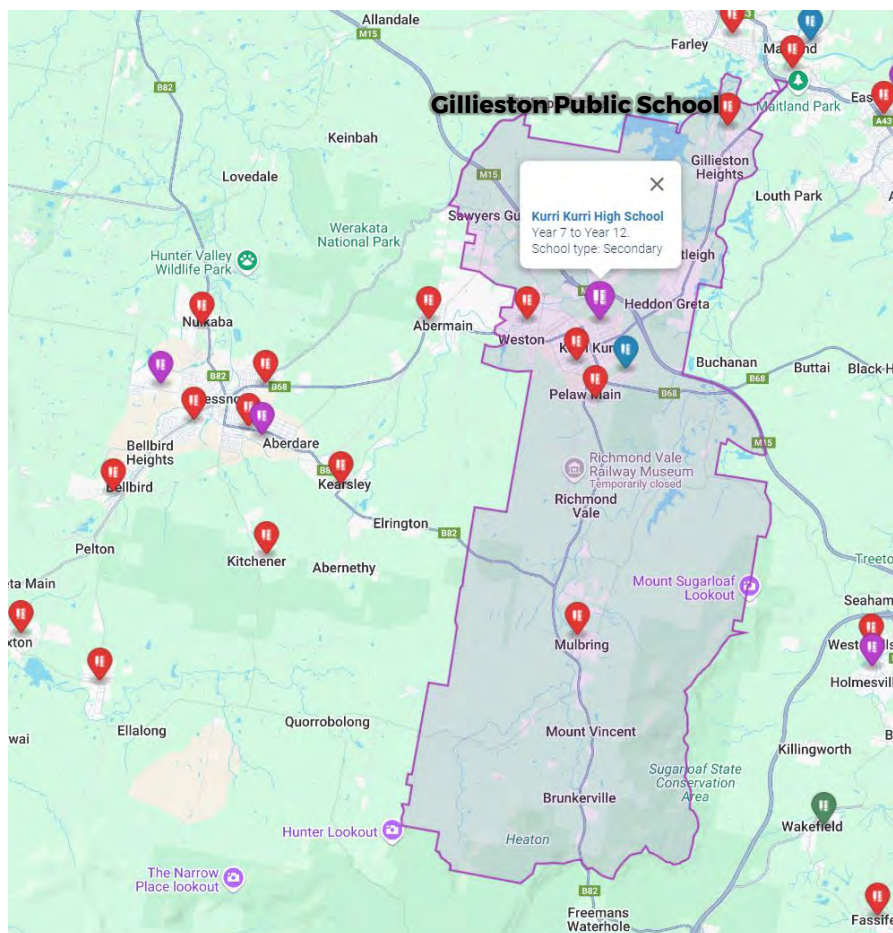 Allandale
M15
Farley
Maitland
B82
Gillieston Public School
Maitland Park
A43
Keinbah
Gillieston
Heights
M15
Lovedale
Louth Park
Werakata
National Park
Kurri Kurri High School
Year 7 to Year 12.
School type: Secondary
Hunter Valley
Wildlife Park
Heddon Greta
Nulkaba
Abermain
Weston
B82
B68
Pelaw Main
B68
Buchanan
Buttai
B68
M15
Aberdare
Bellbird
Heights
Bellbird
Kearsley
Richmond Vale
Railway Museum
Temporarily closed
Richmond
Vale
Elrington
B82
Pelton
Kitchener
Abernethy
Mount Sugarloaf
Lookout
Mulbring
Holmesville
Ellalong
Quorrobolong
Mount Vincent
Killingworth
Sugarloaf State
Conservation
Area
Brunkerville
Wakefield
Hunter Lookout
Heaton
The Narrow
Place lookout
B82
Freemans
Waterhole